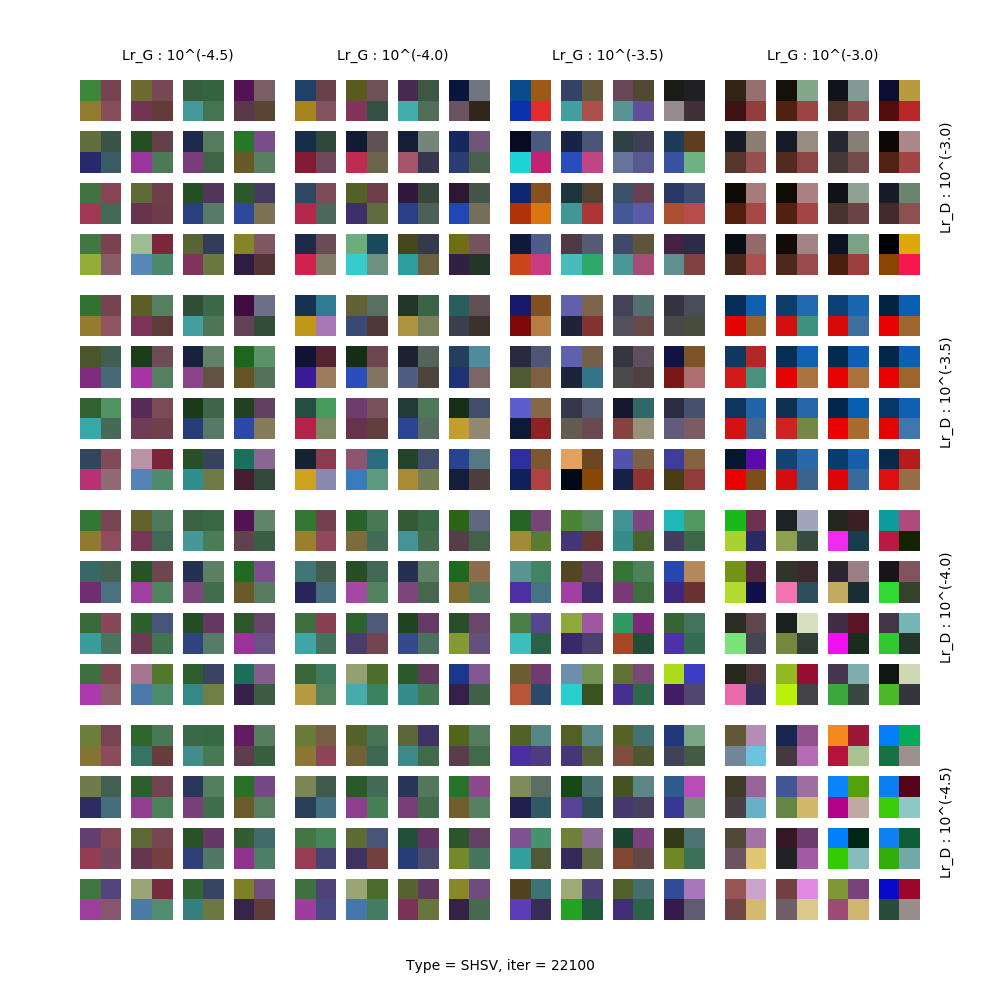 Lr_G : 10^(-4.5)
Lr_G : 10^(-4.0)
Lr_G : 10^(-3.5)
Lr_G : 10^(-3.0)
Lr_D : 10^(-3.0)
Lr_D : 10^(-3.5)
Lr_D : 10^(-4.0)
Lr_D : 10^(-4.5)
Type = SHSV, iter = 22100